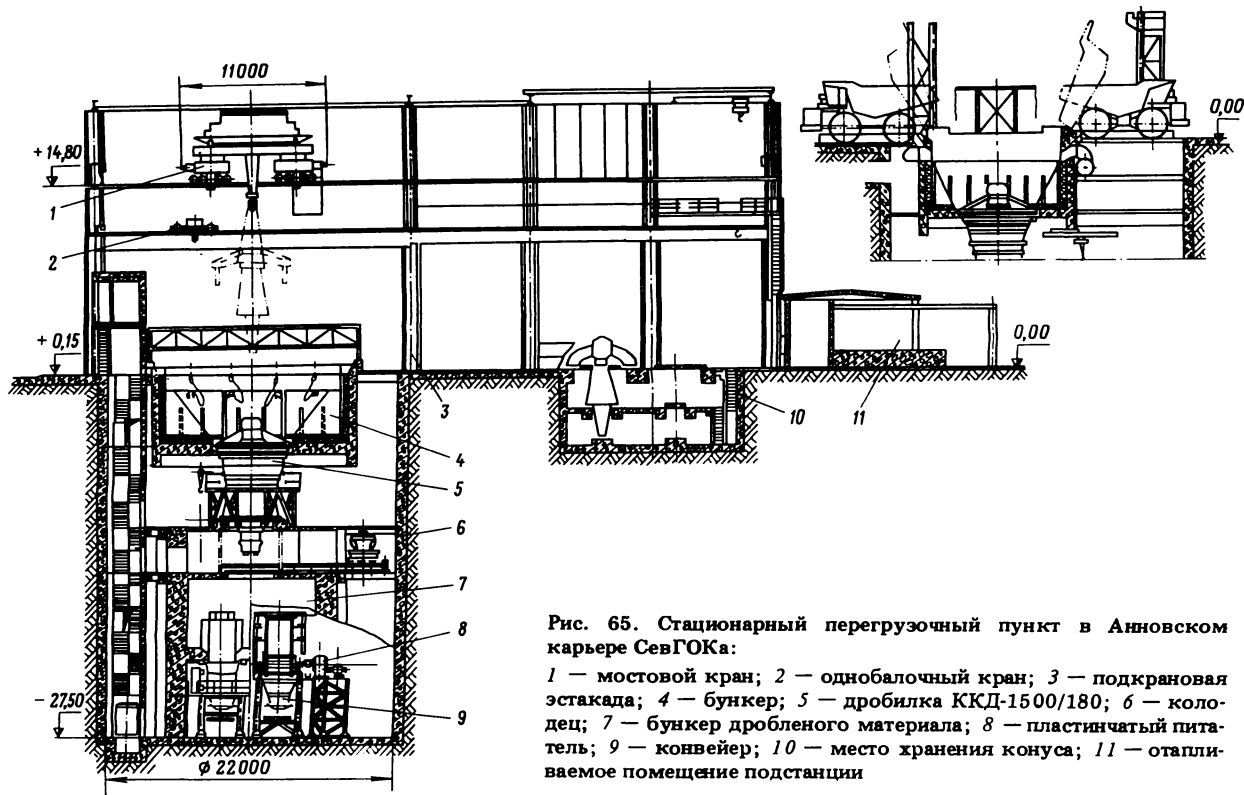 11000
0,00
+14,80
1
2
+ 0,15
0,00
3
10
11
4
5
6
7
8
9
− 27,50
ϕ 22000
Рис. 65. Стационарный перегрузочный пункт в Анновском
карьере СевГОКа:
1 — мостовой кран; 2 — однобалочный кран; 3 — подкрановая
эстакада; 4 — бункер; 5 — дробилка ККД-1500/180; 6 — коло-
дец; 7 — бункер дробленого материала; 8 — пластинчатый пита-
тель; 9 — конвейер; 10 — место хранения конуса; 11 — отапли-
ваемое помещение подстанции